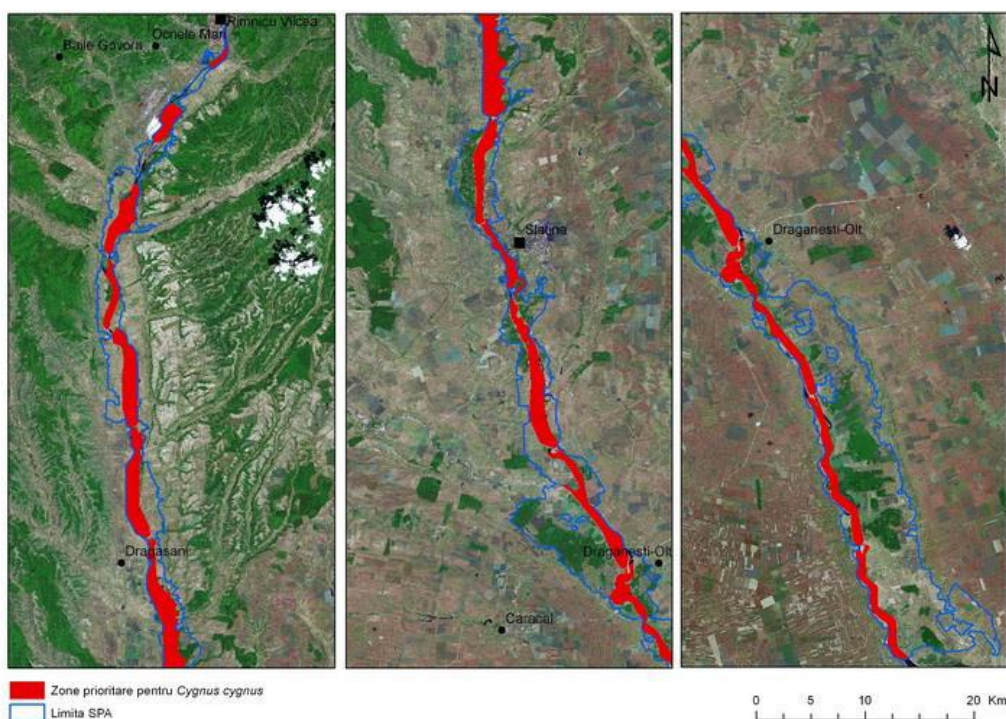 Rimnicu Vilcea
Ocnele Mari
Baile Govora
Dragasani
Slatina
Draganesti-Olt
Caracal
Draganesti-Olt
N
Zone prioritare pentru Cygnus cygnus
Limita SPA
0 5 10 20 Km